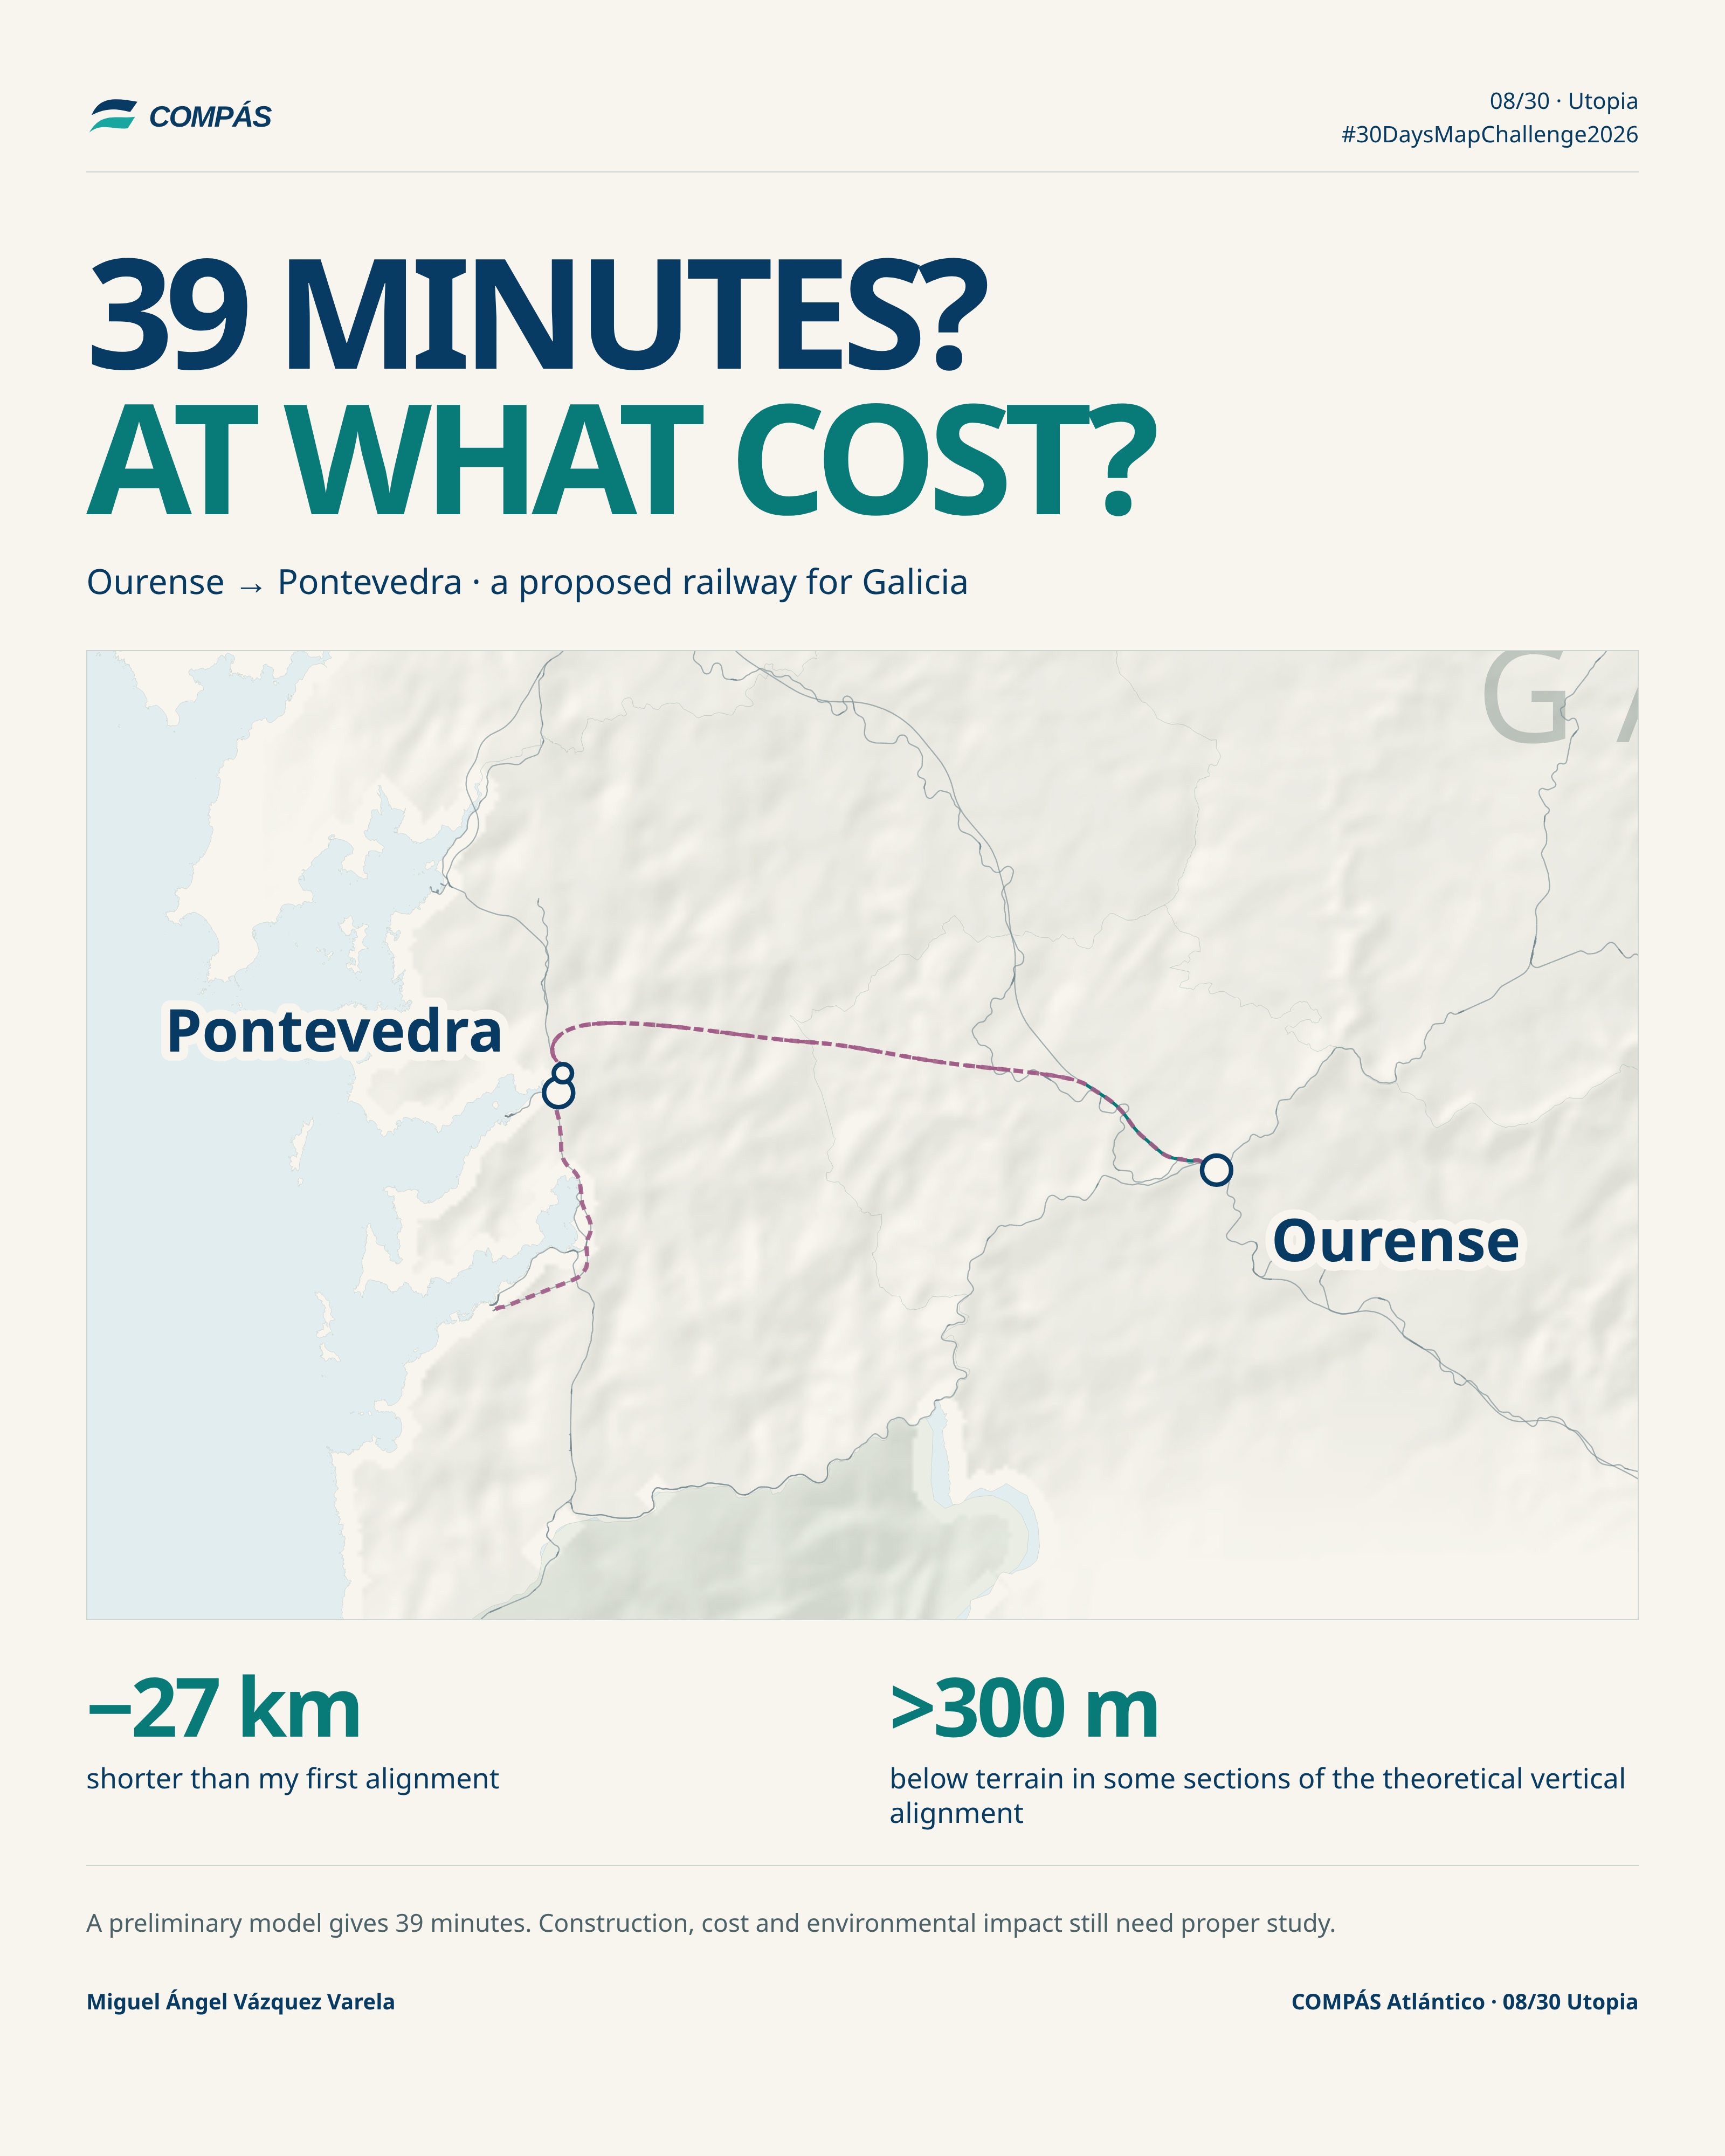 COMPÁS
08/30 · Utopia
#30DaysMapChallenge2026
39 MINUTES?
AT WHAT COST?
Ourense → Pontevedra · a proposed railway for Galicia
G
Pontevedra
Ourense
−27 km
shorter than my first alignment
>300 m
below terrain in some sections of the theoretical vertical
alignment
A preliminary model gives 39 minutes. Construction, cost and environmental impact still need proper study.
Miguel Ángel Vázquez Varela
COMPÁS Atlántico · 08/30 Utopia